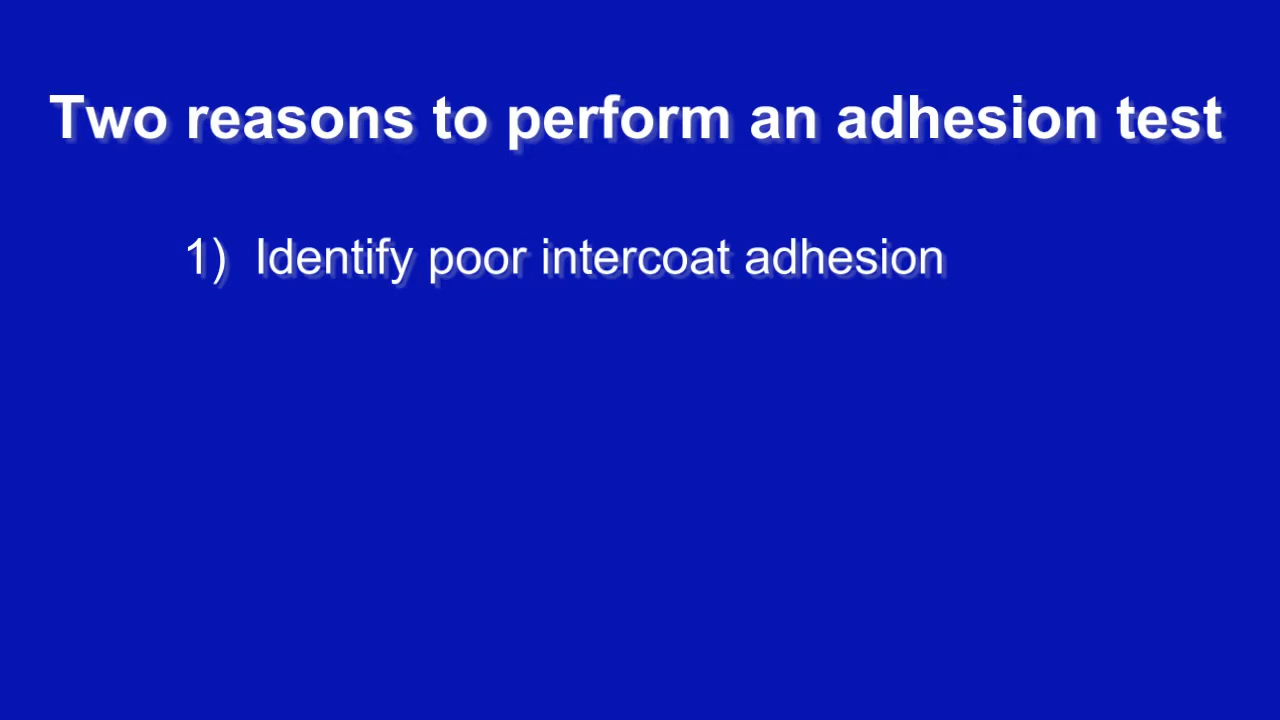 Two reasons to perform an adhesion test
1) Identify poor intercoat adhesion